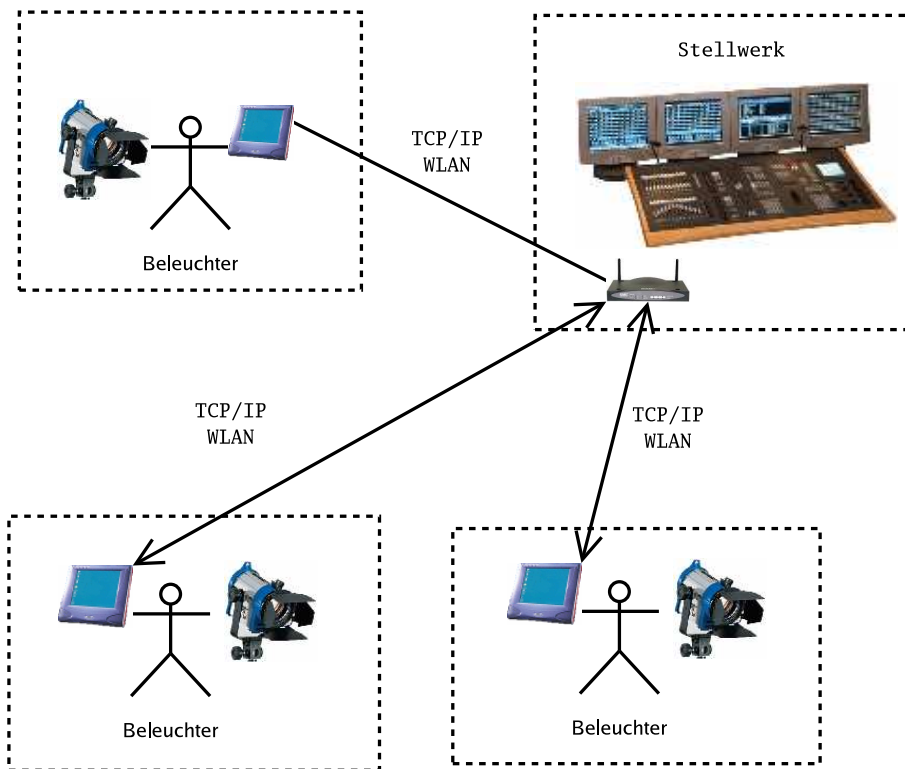 Stellwerk
TCP/IP
WLAN
Beleuchter
TCP/IP
WLAN
TCP/IP
WLAN
Beleuchter
Beleuchter